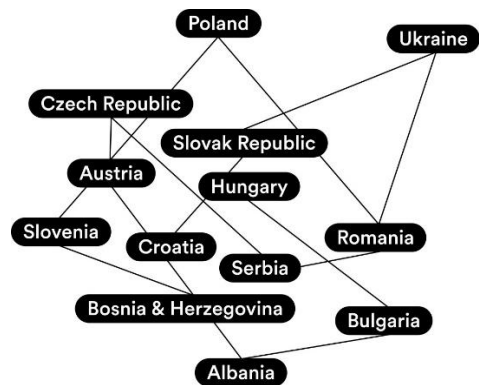 Poland
Ukraine
Czech Republic
Slovak Republic
Austria
Hungary
Slovenia
Croatia
Romania
Serbia
Bosnia & Herzegovina
Bulgaria
Albania